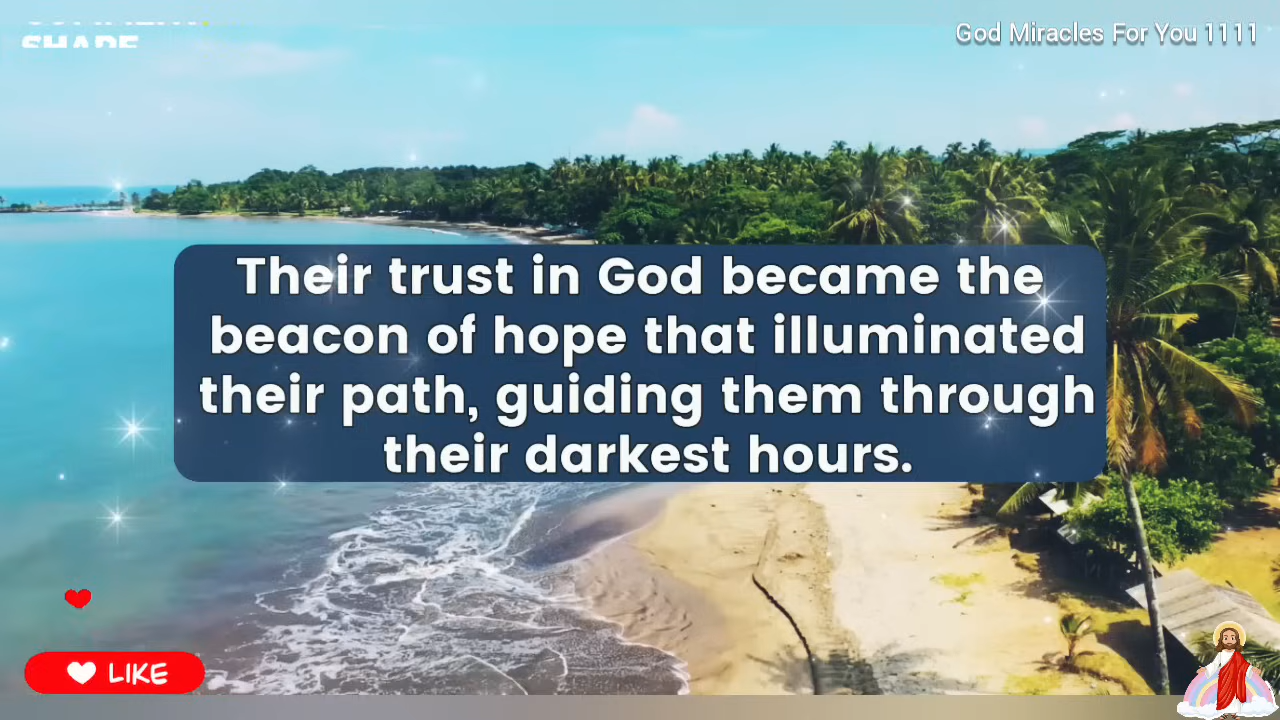 SHARE
God Miracles For You 1111
Their trust in God became the
beacon of hope that illuminated
their path, guiding them through
their darkest hours.
LIKE